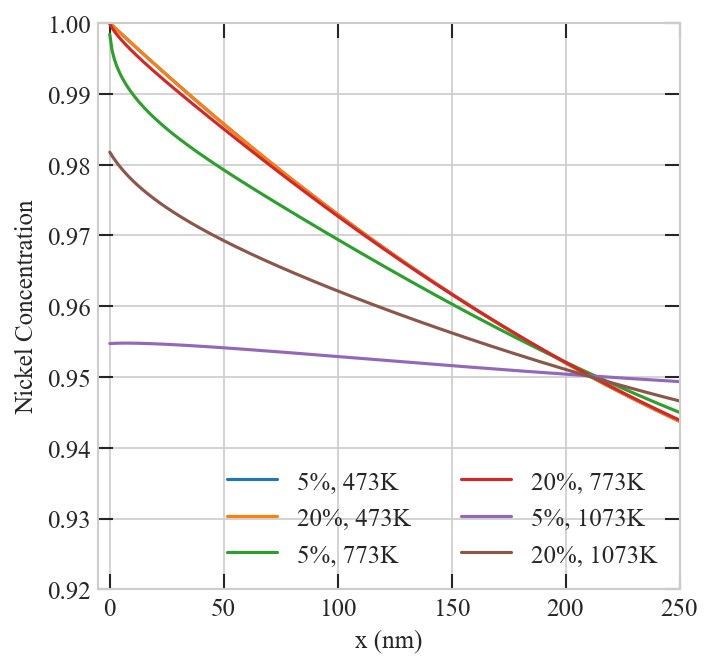 1.00
0.99
0.98
0.97
0.96
0.95
0.94
0.93
0.92
Nickel Concentration
5%, 473K
20%, 473K
5%, 773K
20%, 773K
5%, 1073K
20%, 1073K
0 50 100 150 200 250
x (nm)